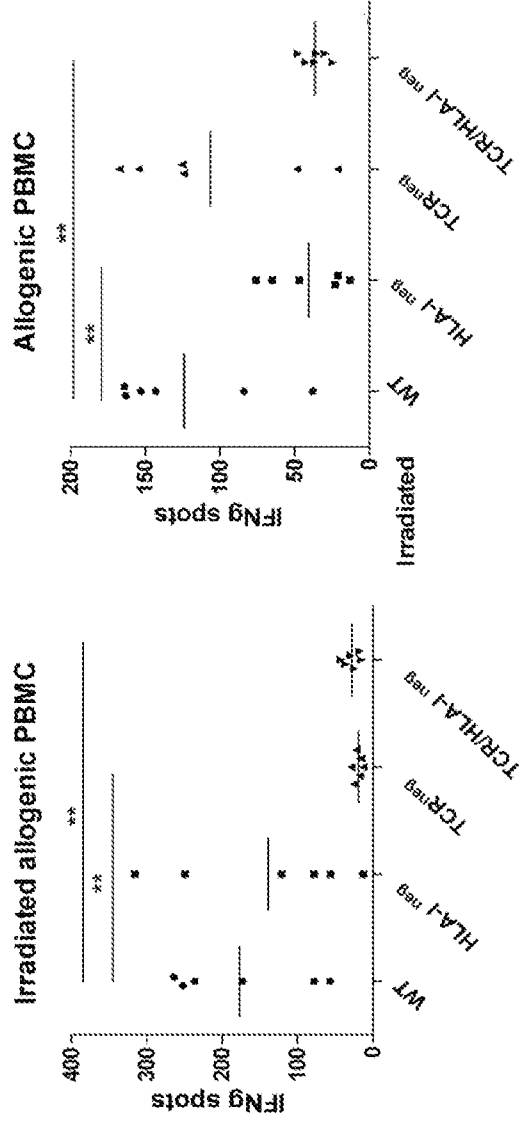 Irradiated allogenic PBMC
**
**
IFNg spots
400
300
200
100
0
WT
HLA-I neg
TCRneg
TCR/HLA-I neg
Allogenic PBMC
**
**
IFNg spots
200
150
100
50
0
Irradiated
WT
HLA-I neg
TCRneg
TCR/HLA-I neg